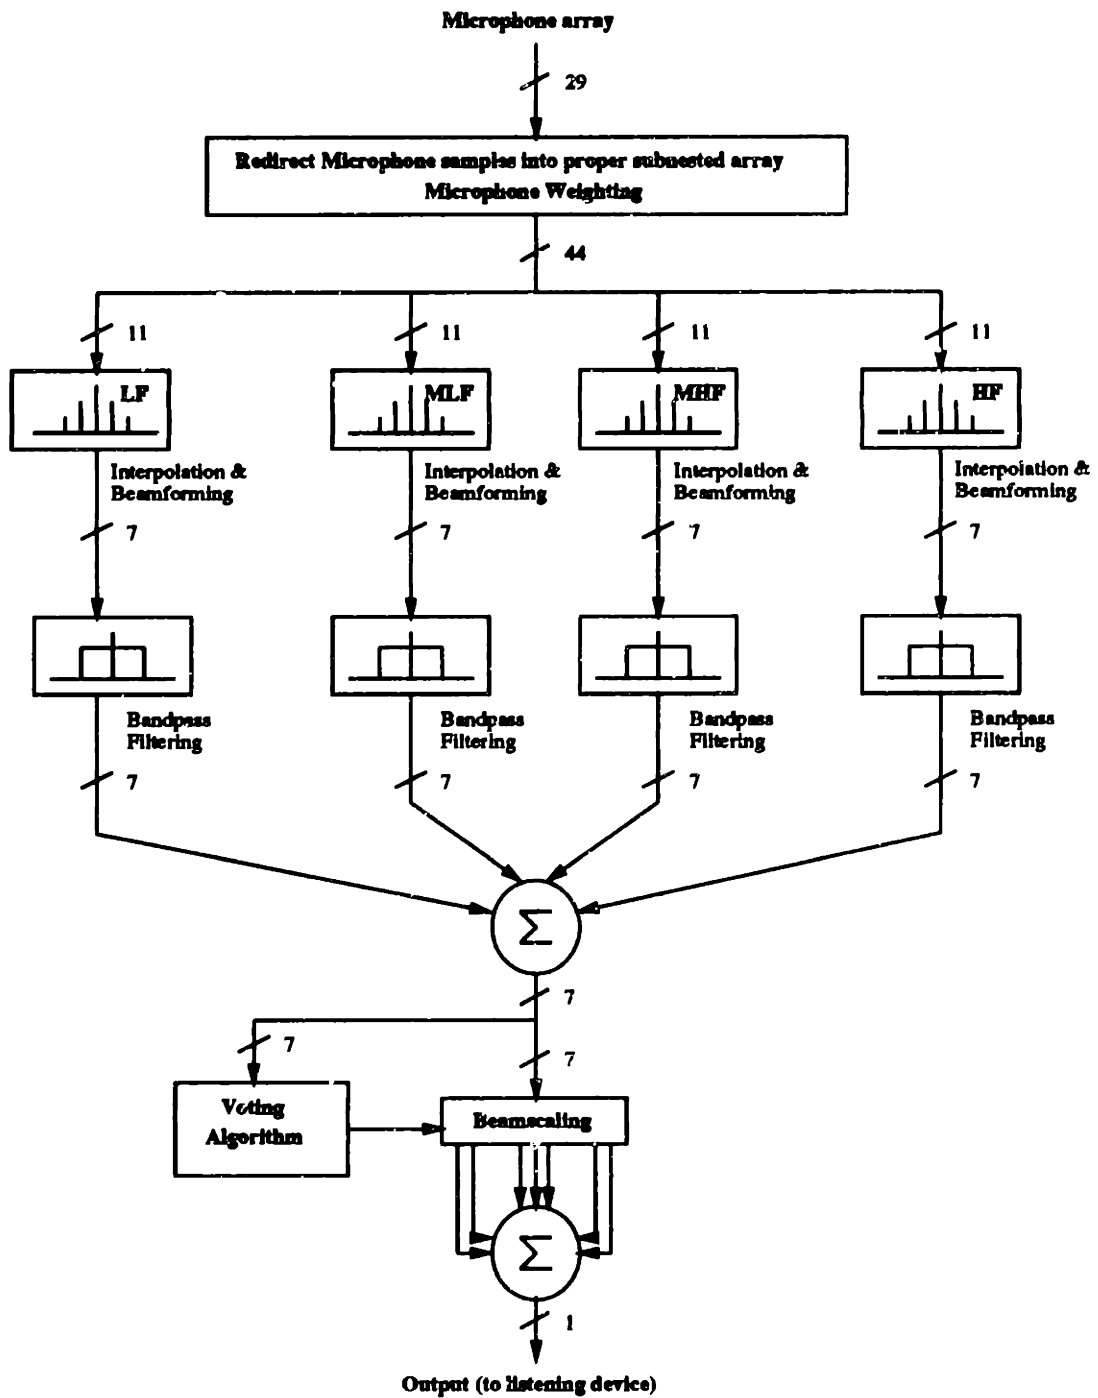 Microphone array
29
Redirect Microphone samples into proper subnested array
Microphone Weighting
44
11
11
11
11
LF
MLF
MHF
HF
Interpolation &
Beamforming
Interpolation &
Beamforming
Interpolation &
Beamforming
Interpolation &
Beamforming
7
7
7
7
Bandpass
Filtering
Bandpass
Filtering
Bandpass
Filtering
Bandpass
Filtering
7
7
7
7
Σ
7
7
7
Voting
Algorithm
Beamscaling
Σ
1
Output (to listening device)